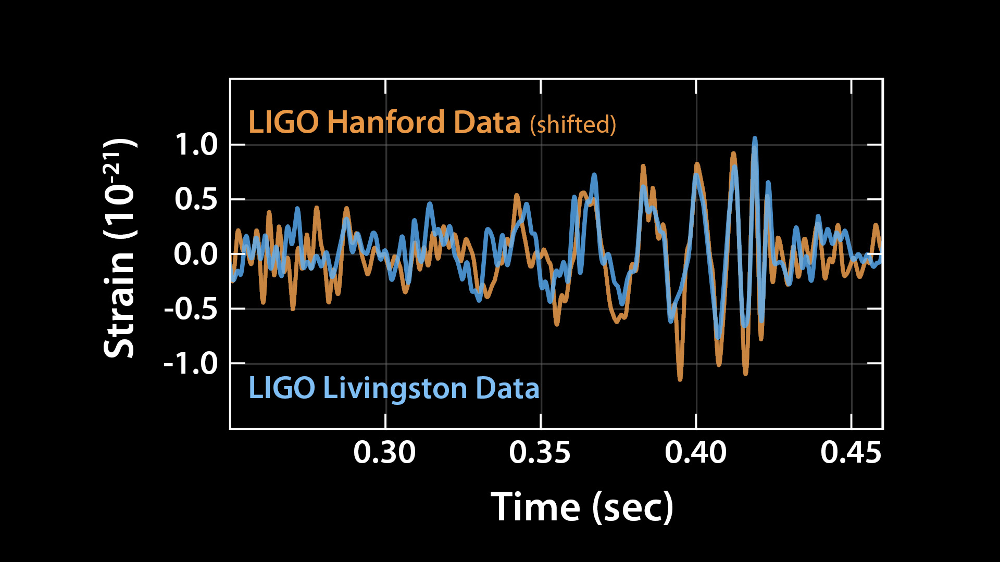 LIGO Hanford Data (shifted)
Strain (10⁻²¹)
1.0
0.5
0.0
-0.5
-1.0
LIGO Livingston Data
0.30 0.35 0.40 0.45
Time (sec)